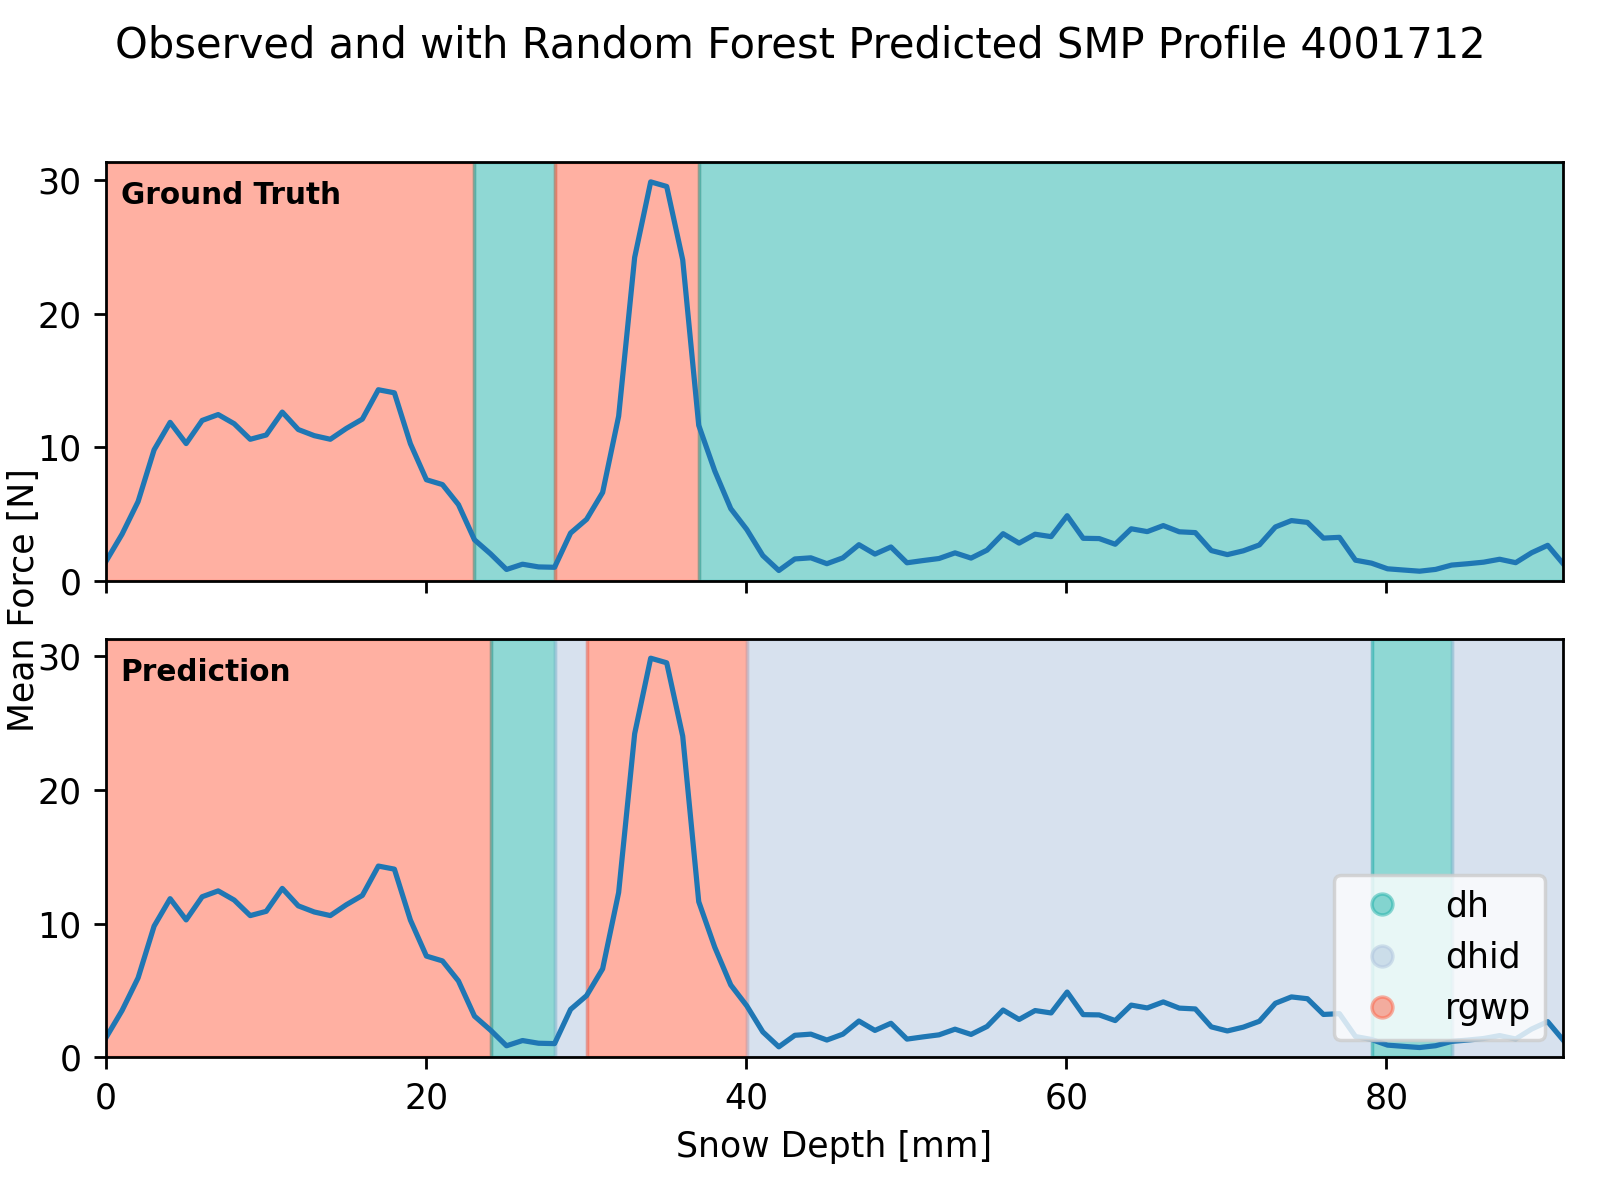 Observed and with Random Forest Predicted SMP Profile 4001712
Mean Force [N]
30
20
10
0
Ground Truth
30
20
10
0
Prediction
dh
dhid
rgwp
0 20 40 60 80
Snow Depth [mm]